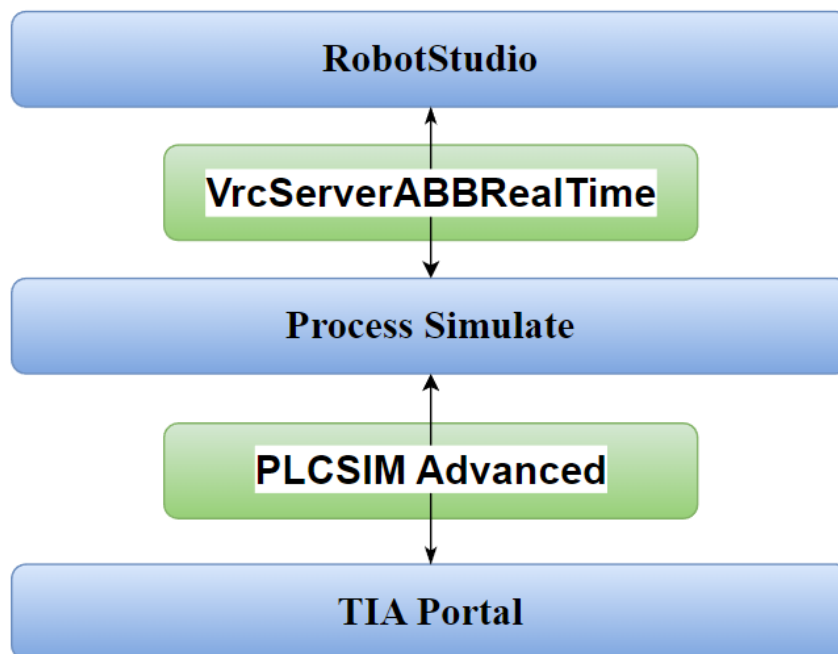 RobotStudio
VrcServerABBRealTime
Process Simulate
PLCSIM Advanced
TIA Portal